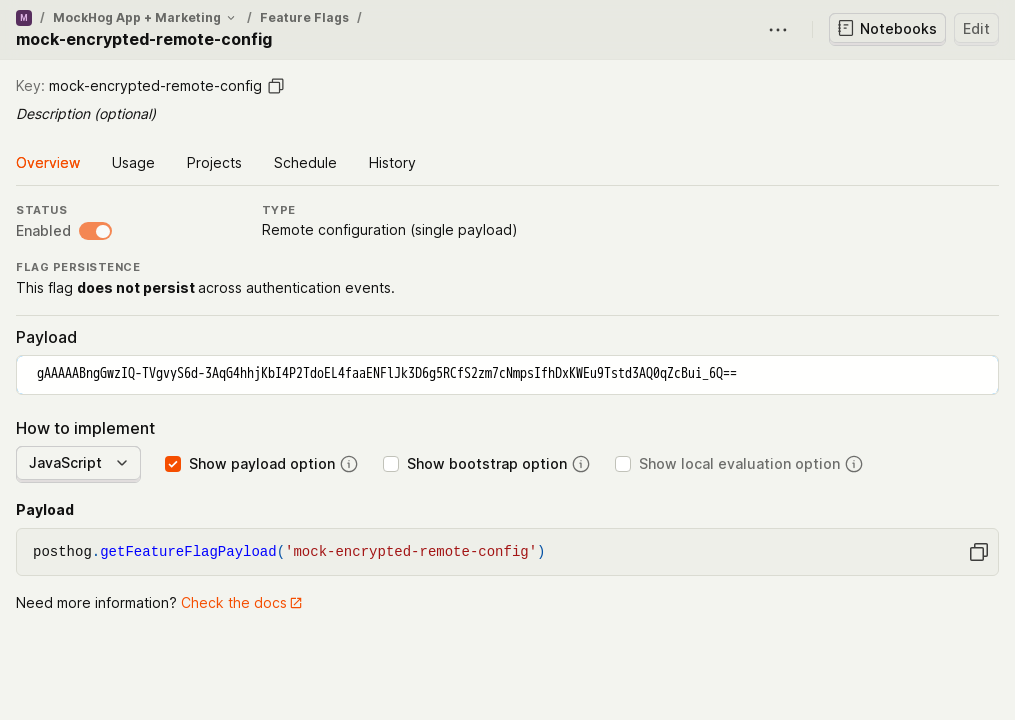 M / MockHog App + Marketing / Feature Flags /
mock-encrypted-remote-config
Notebooks
Edit
Key: mock-encrypted-remote-config
Description (optional)
Overview Usage Projects Schedule History
STATUS
Enabled
TYPE
Remote configuration (single payload)
FLAG PERSISTENCE
This flag does not persist across authentication events.
Payload
gAAAAABngGwzIQ-TVgvyS6d-3AqG4hhjKbI4P2TdoEL4faaENFlJk3D6g5RCfS2zm7cNmpsIfhDxKWEu9Tstd3AQ0qZcBui_6Q==
How to implement
JavaScript Show payload option Show bootstrap option Show local evaluation option
Payload
posthog.getFeatureFlagPayload('mock-encrypted-remote-config')
Need more information? Check the docs